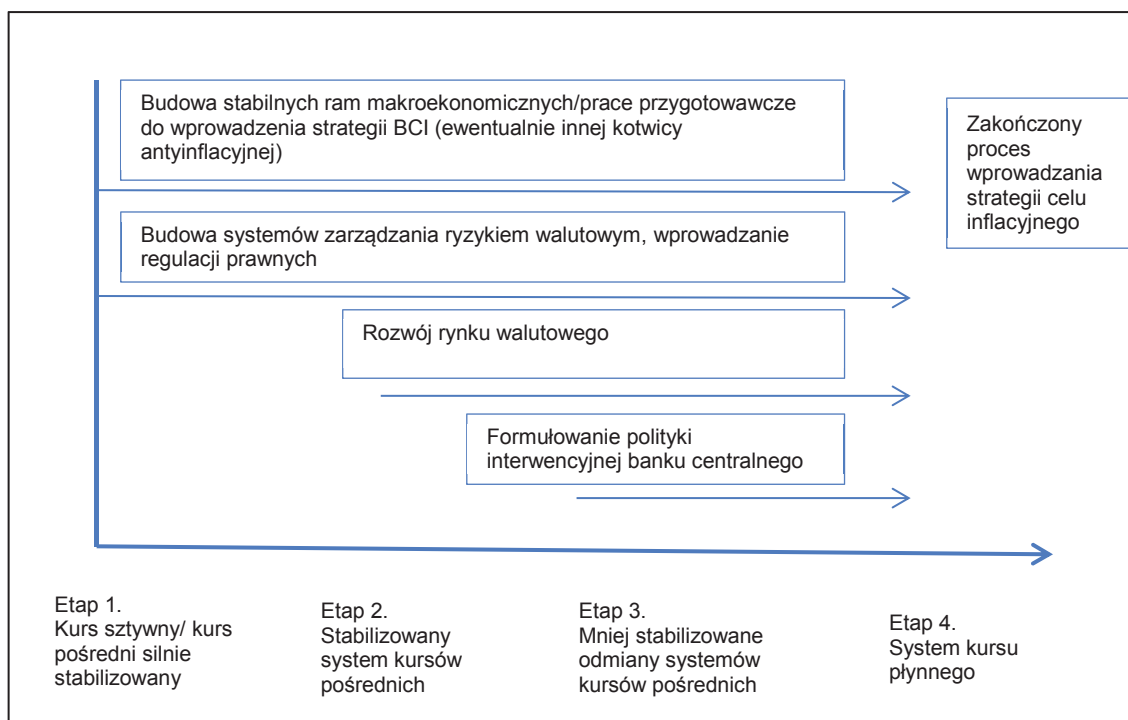 Budowa stabilnych ram makroekonomicznych/prace przygotowawcze
do wprowadzenia strategii BCI (ewentualnie innej kotwicy
antyinflacyjnej)
Zakończony
proces
wprowadzania
strategii celu
inflacyjnego
Budowa systemów zarządzania ryzykiem walutowym, wprowadzanie
regulacji prawnych
Rozwój rynku walutowego
Formułowanie polityki
interwencyjnej banku centralnego
Etap 1.
Kurs sztywny/ kurs
pośredni silnie
stabilizowany
Etap 2.
Stabilizowany
system kursów
pośrednich
Etap 3.
Mniej stabilizowane
odmiany systemów
kursów pośrednich
Etap 4.
System kursu
płynnego